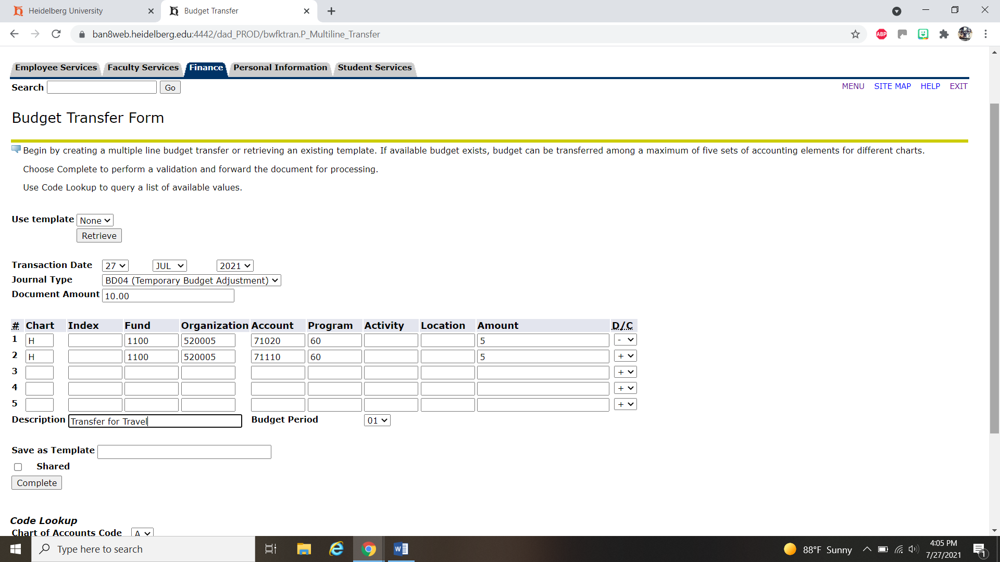 Heidelberg University
Budget Transfer
ban8web.heidelberg.edu:4442/dad_PROD/bwfktran.P_Multiline_Transfer
ABP
Employee Services Faculty Services Finance Personal Information Student Services
Search Go MENU SITE MAP HELP EXIT
Budget Transfer Form
Begin by creating a multiple line budget transfer or retrieving an existing template. If available budget exists, budget can be transferred among a maximum of five sets of accounting elements for different charts.
Choose Complete to perform a validation and forward the document for processing.
Use Code Lookup to query a list of available values.
Use template None
Retrieve
Transaction Date 27 JUL 2021
Journal Type BD04 (Temporary Budget Adjustment)
Document Amount 10.00
# Chart Index Fund Organization Account Program Activity Location Amount D/C
1 H 1100 520005 71020 60 5 -
2 H 1100 520005 71110 60 5 +
3 +
4 +
5 +
Description Transfer for Travel Budget Period 01
Save as Template
Shared
Complete
Code Lookup
Chart of Accounts Code A
Type here to search
88°F Sunny
4:05 PM
7/27/2021
1